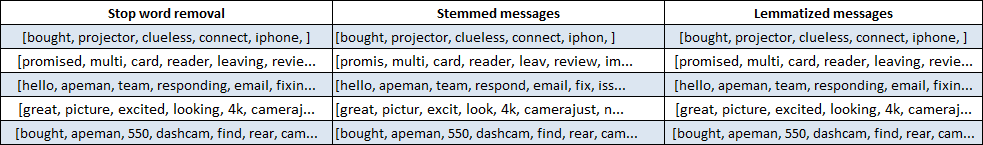 Stop word removal Stemmed messages Lemmatized messages
[bought, projector, clueless, connect, iphone, ] [bought, projector, clueless, connect, iphon, ] [bought, projector, clueless, connect, iphone, ]
[promised, multi, card, reader, leaving, revie... [promis, multi, card, reader, leav, review, im... [promised, multi, card, reader, leaving, revie...
[hello, apeman, team, responding, email, fixin... [hello, apeman, team, respond, email, fix, iss... [hello, apeman, team, responding, email, fixin...
[great, picture, excited, looking, 4k, cameraj... [great, pictur, excit, look, 4k, camerajust, n... [great, picture, excited, looking, 4k, cameraj...
[bought, apeman, 550, dashcam, find, rear, cam... [bought, apeman, 550, dashcam, find, rear, cam... [bought, apeman, 550, dashcam, find, rear, cam...